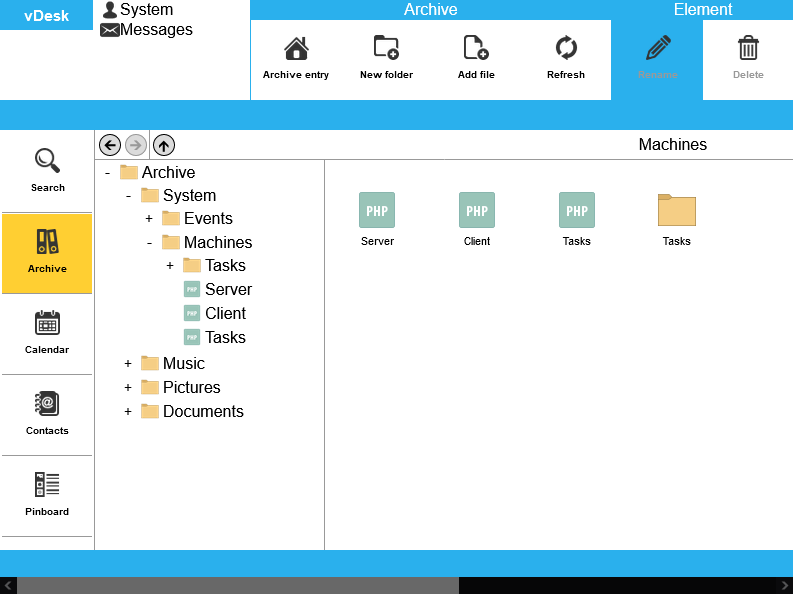 vDesk
System
Messages
Archive
Element
Archive entry
New folder
Add file
Refresh
Rename
Delete
Search
Archive
Calendar
Contacts
Pinboard
Machines
- Archive
- System
+ Events
- Machines
+ Tasks
PHP Server
PHP Client
PHP Tasks
+ Music
+ Pictures
+ Documents
PHP
PHP
PHP
Server
Client
Tasks
Tasks